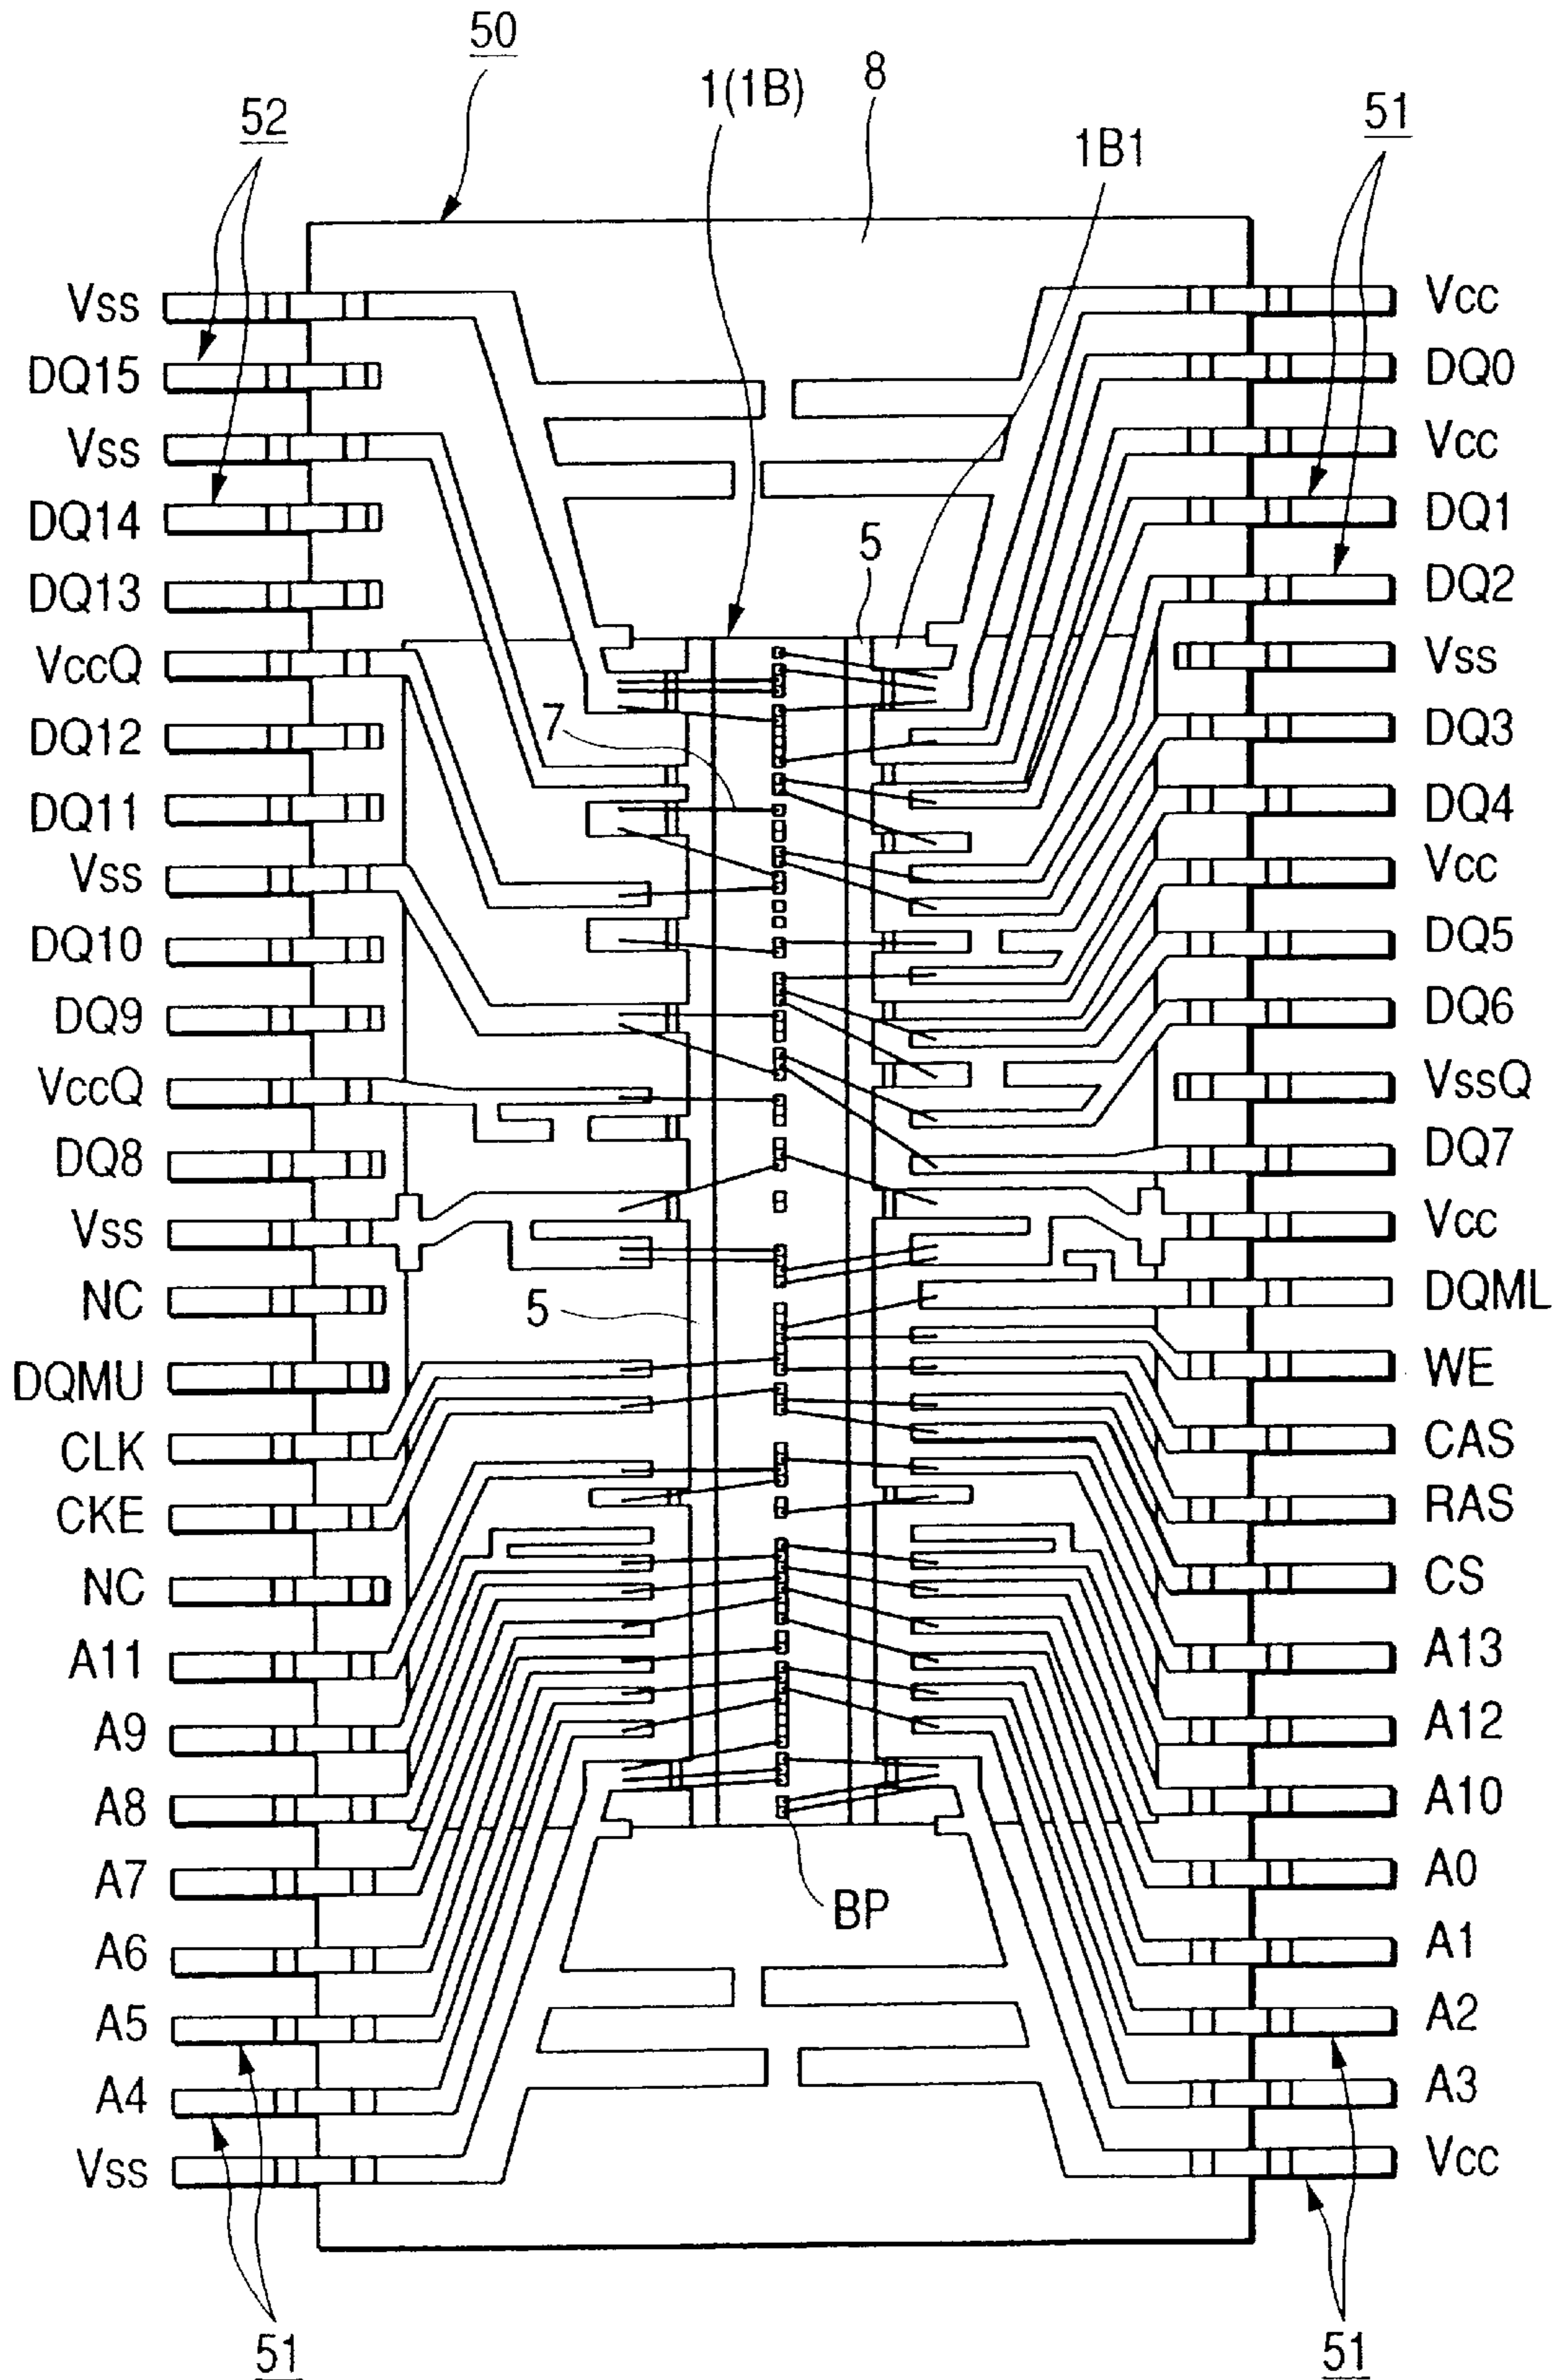 50
1(1B)
8
52
51
1B1
Vss
DQ15
Vss
DQ14
DQ13
VccQ
DQ12
DQ11
Vss
DQ10
DQ9
VccQ
DQ8
Vss
NC
DQMU
CLK
CKE
NC
A11
A9
A8
A7
A6
A5
A4
Vss
5
7
5
BP
Vcc
DQ0
Vcc
DQ1
DQ2
Vss
DQ3
DQ4
Vcc
DQ5
DQ6
VssQ
DQ7
Vcc
DQML
WE
CAS
RAS
CS
A13
A12
A10
A0
A1
A2
A3
Vcc
51
51